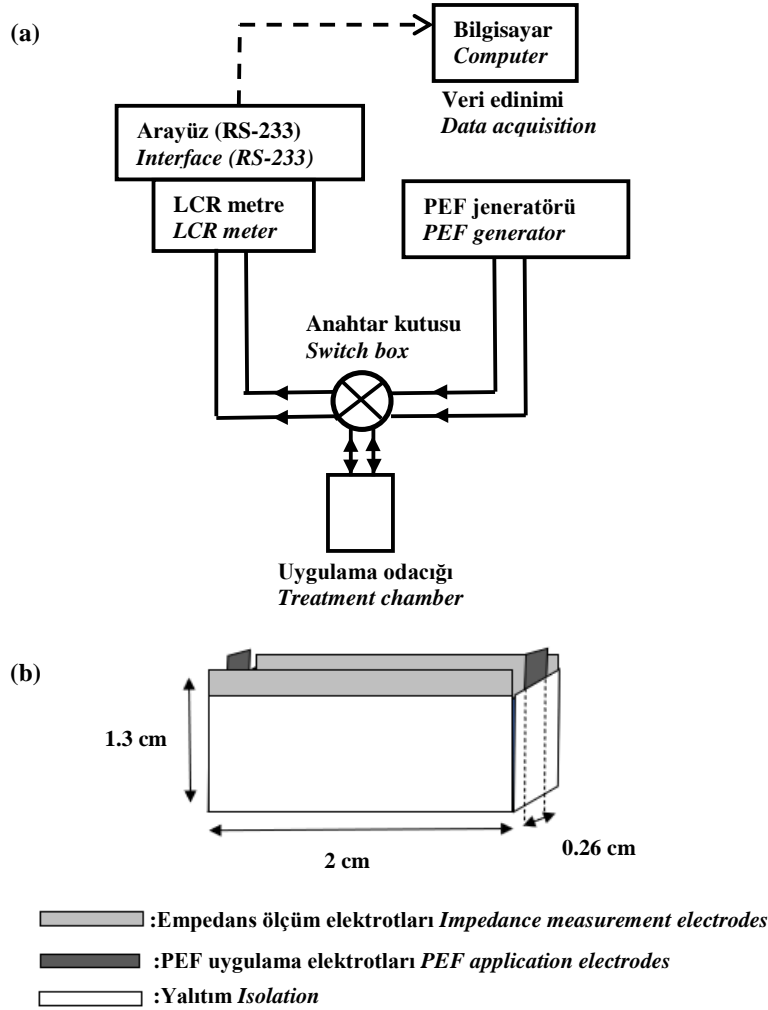 (a)
Bilgisayar
Computer
Veri edinimi
Data acquisition
Arayüz (RS-233)
Interface (RS-233)
LCR metre
LCR meter
PEF jeneratörü
PEF generator
Anahtar kutusu
Switch box
Uygulama odacığı
Treatment chamber
(b)
1.3 cm
2 cm
0.26 cm
:Empedans ölçüm elektrotları Impedance measurement electrodes
:PEF uygulama elektrotları PEF application electrodes
:Yalıtım Isolation